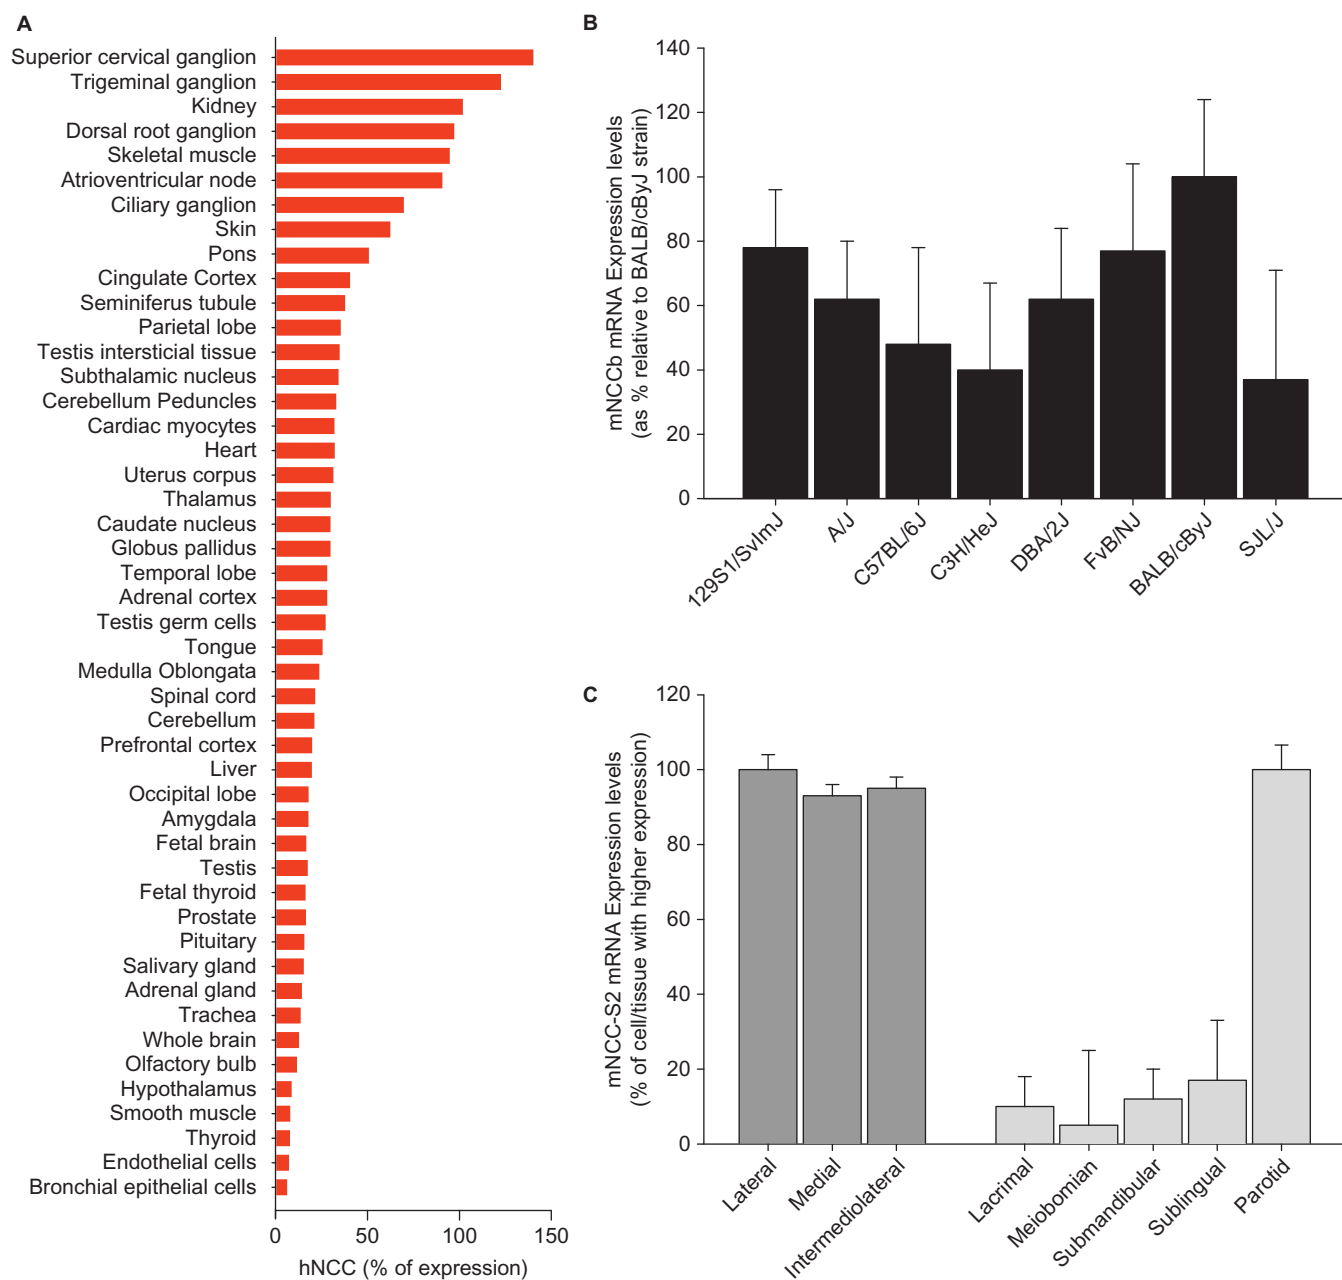 A
Superior cervical ganglion
Trigeminal ganglion
Kidney
Dorsal root ganglion
Skeletal muscle
Atrioventricular node
Ciliary ganglion
Skin
Pons
Cingulate Cortex
Seminiferus tubule
Parietal lobe
Testis intersticial tissue
Subthalamic nucleus
Cerebellum Peduncles
Cardiac myocytes
Heart
Uterus corpus
Thalamus
Caudate nucleus
Globus pallidus
Temporal lobe
Adrenal cortex
Testis germ cells
Tongue
Medulla Oblongata
Spinal cord
Cerebellum
Prefrontal cortex
Liver
Occipital lobe
Amygdala
Fetal brain
Testis
Fetal thyroid
Prostate
Pituitary
Salivary gland
Adrenal gland
Trachea
Whole brain
Olfactory bulb
Hypothalamus
Smooth muscle
Thyroid
Endothelial cells
Bronchial epithelial cells
0 50 100 150
hNCC (% of expression)
B
mNCCb mRNA Expression levels
(as % relative to BALB/cByJ strain)
140
120
100
80
60
40
20
0
129S1/SvlmJ
A/J
C57BL/6J
C3H/HeJ
DBA/2J
FvB/NJ
BALB/cByJ
SJL/J
C
mNCC-S2 mRNA Expression levels
(% of cell/tissue with higher expression)
120
100
80
60
40
20
0
Lateral
Medial
Intermediolateral
Lacrimal
Meiobomian
Submandibular
Sublingual
Parotid